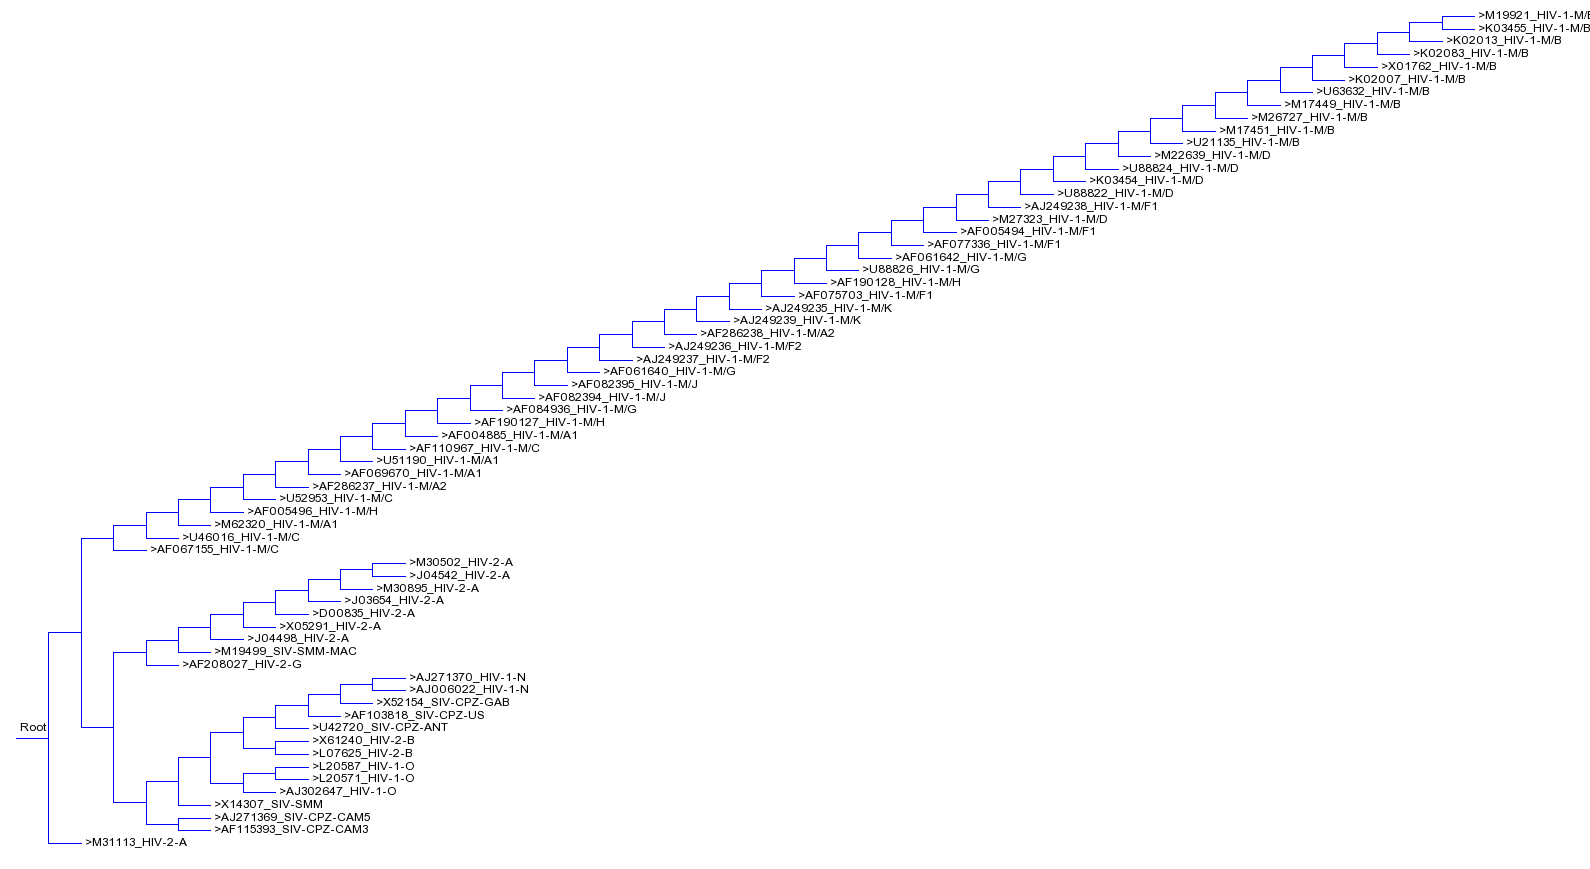 >M19921_HIV-1-M/B
>K03455_HIV-1-M/B
>K02013_HIV-1-M/B
>K02083_HIV-1-M/B
>X01762_HIV-1-M/B
>K02007_HIV-1-M/B
>U63632_HIV-1-M/B
>M17449_HIV-1-M/B
>M26727_HIV-1-M/B
>M17451_HIV-1-M/B
>U21135_HIV-1-M/B
>M22639_HIV-1-M/D
>U88824_HIV-1-M/D
>K03454_HIV-1-M/D
>U88822_HIV-1-M/D
>AJ249238_HIV-1-M/F1
>M27323_HIV-1-M/D
>AF005494_HIV-1-M/F1
>AF077336_HIV-1-M/F1
>AF061642_HIV-1-M/G
>U88826_HIV-1-M/G
>AF190128_HIV-1-M/H
>AF075703_HIV-1-M/F1
>AJ249235_HIV-1-M/K
>AJ249239_HIV-1-M/K
>AF286238_HIV-1-M/A2
>AJ249236_HIV-1-M/F2
>AJ249237_HIV-1-M/F2
>AF061640_HIV-1-M/G
>AF082395_HIV-1-M/J
>AF082394_HIV-1-M/J
>AF084936_HIV-1-M/G
>AF190127_HIV-1-M/H
>AF004885_HIV-1-M/A1
>AF110967_HIV-1-M/C
>U51190_HIV-1-M/A1
>AF069670_HIV-1-M/A1
>AF286237_HIV-1-M/A2
>U52953_HIV-1-M/C
>AF005496_HIV-1-M/H
>M62320_HIV-1-M/A1
>U46016_HIV-1-M/C
>AF067155_HIV-1-M/C
>M30502_HIV-2-A
>J04542_HIV-2-A
>M30895_HIV-2-A
>J03654_HIV-2-A
>D00835_HIV-2-A
>X05291_HIV-2-A
>J04498_HIV-2-A
>M19499_SIV-SMM-MAC
>AF208027_HIV-2-G
>AJ271370_HIV-1-N
>AJ006022_HIV-1-N
>X52154_SIV-CPZ-GAB
>AF103818_SIV-CPZ-US
Root
>U42720_SIV-CPZ-ANT
>X61240_HIV-2-B
>L07625_HIV-2-B
>L20587_HIV-1-O
>L20571_HIV-1-O
>AJ302647_HIV-1-O
>X14307_SIV-SMM
>AJ271369_SIV-CPZ-CAM5
>AF115393_SIV-CPZ-CAM3
>M31113_HIV-2-A